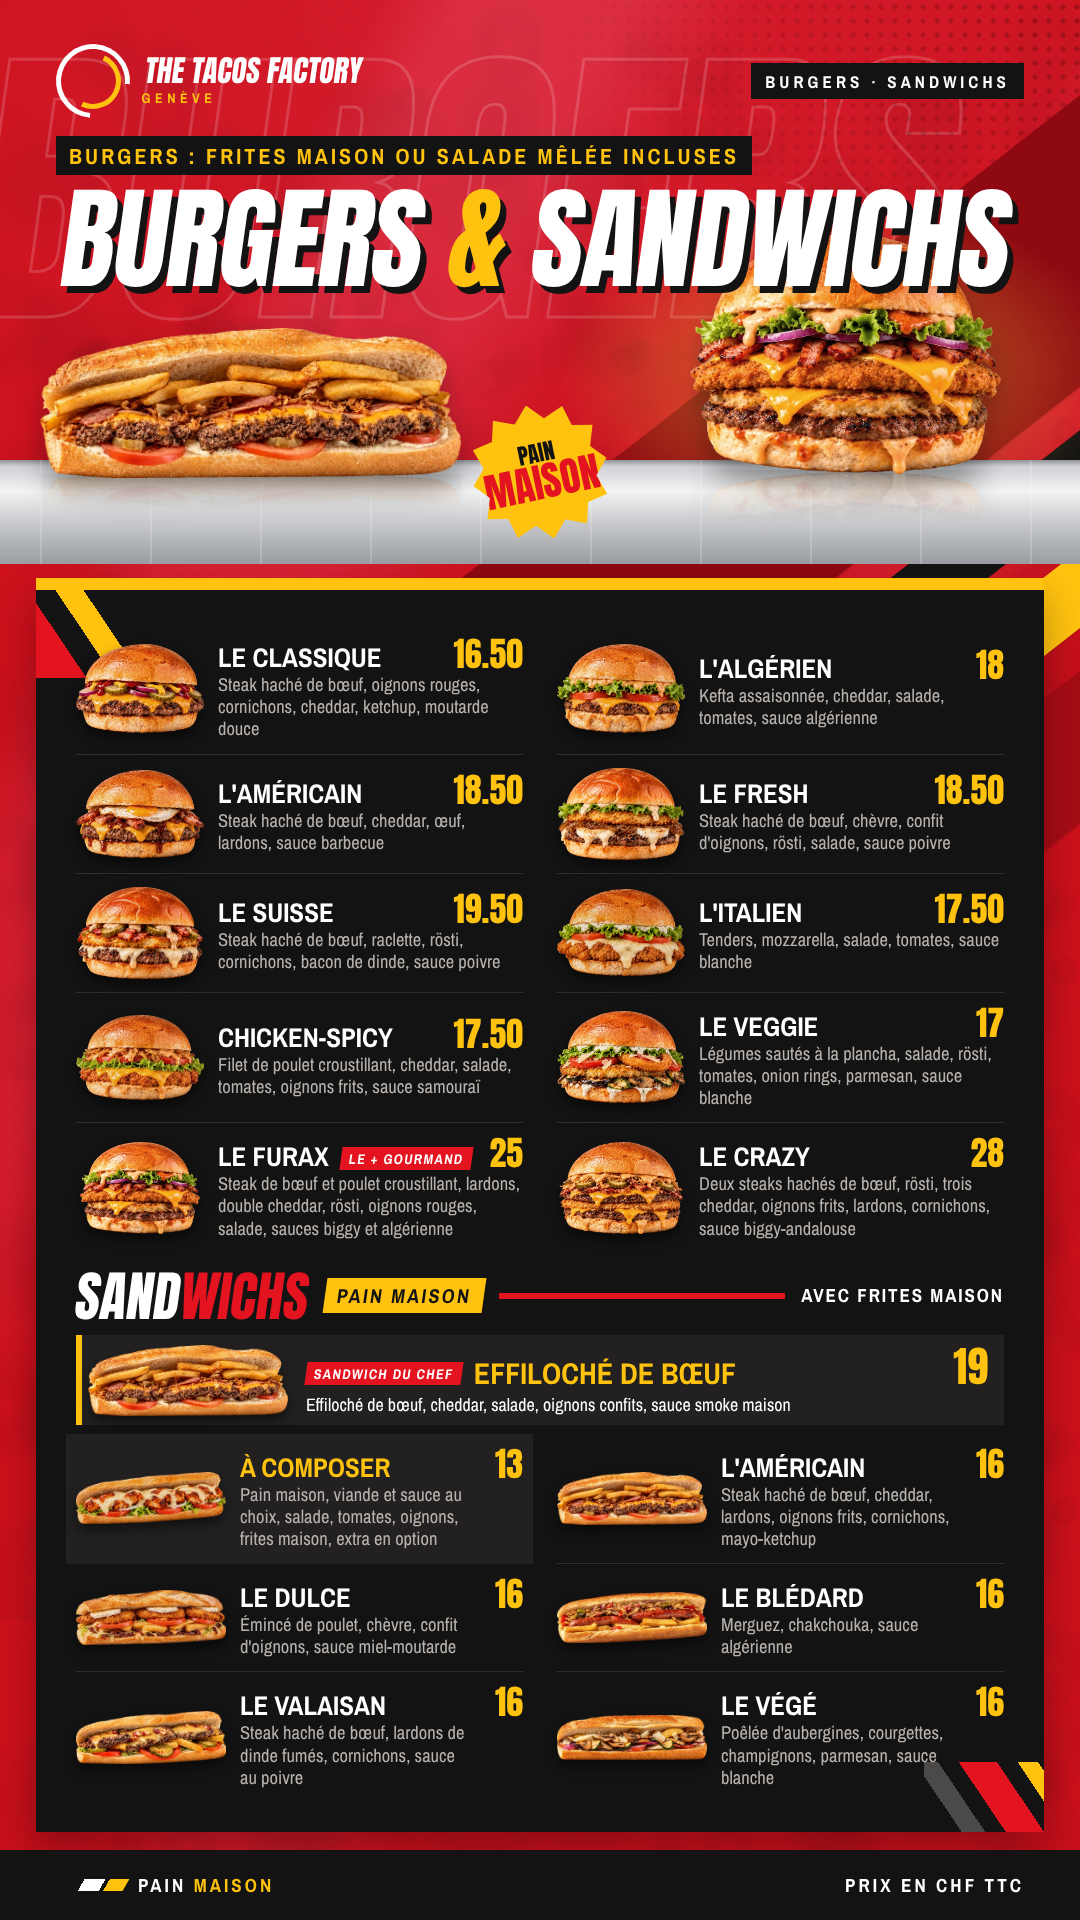 THE TACOS FACTORY
GENÈVE
BURGERS · SANDWICHS
BURGERS : FRITES MAISON OU SALADE MÊLÉE INCLUSES
BURGERS
BURGERS & SANDWICHS
PAIN
MAISON
LE CLASSIQUE 16.50
Steak haché de bœuf, oignons rouges,
cornichons, cheddar, ketchup, moutarde
douce
L'ALGÉRIEN 18
Kefta assaisonnée, cheddar, salade,
tomates, sauce algérienne
L'AMÉRICAIN 18.50
Steak haché de bœuf, cheddar, œuf,
lardons, sauce barbecue
LE FRESH 18.50
Steak haché de bœuf, chèvre, confit
d'oignons, rösti, salade, sauce poivre
LE SUISSE 19.50
Steak haché de bœuf, raclette, rösti,
cornichons, bacon de dinde, sauce poivre
L'ITALIEN 17.50
Tenders, mozzarella, salade, tomates, sauce
blanche
CHICKEN-SPICY 17.50
Filet de poulet croustillant, cheddar, salade,
tomates, oignons frits, sauce samouraï
LE VEGGIE 17
Légumes sautés à la plancha, salade, rösti,
tomates, onion rings, parmesan, sauce
blanche
LE FURAX LE + GOURMAND 25
Steak de bœuf et poulet croustillant, lardons,
double cheddar, rösti, oignons rouges,
salade, sauces biggy et algérienne
LE CRAZY 28
Deux steaks hachés de bœuf, rösti, trois
cheddar, oignons frits, lardons, cornichons,
sauce biggy-andalouse
SANDWICHS PAIN MAISON AVEC FRITES MAISON
SANDWICH DU CHEF EFFILOCHÉ DE BŒUF 19
Effiloché de bœuf, cheddar, salade, oignons confits, sauce smoke maison
À COMPOSER 13
Pain maison, viande et sauce au
choix, salade, tomates, oignons,
frites maison, extra en option
L'AMÉRICAIN 16
Steak haché de bœuf, cheddar,
lardons, oignons frits, cornichons,
mayo-ketchup
LE DULCE 16
Émincé de poulet, chèvre, confit
d'oignons, sauce miel-moutarde
LE BLÉDARD 16
Merguez, chakchouka, sauce
algérienne
LE VALAISAN 16
Steak haché de bœuf, lardons de
dinde fumés, cornichons, sauce
au poivre
LE VÉGÉ 16
Poêlée d'aubergines, courgettes,
champignons, parmesan, sauce
blanche
PAIN MAISON
PRIX EN CHF TTC